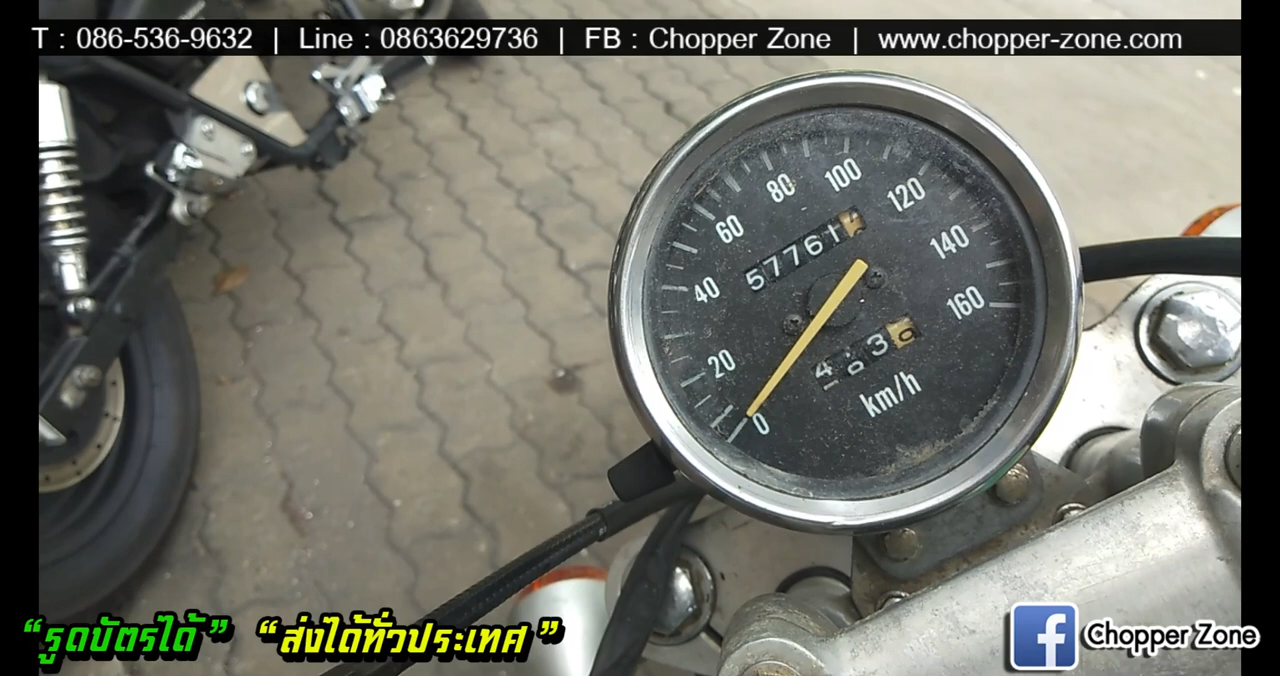 T : 086-536-9632 | Line : 0863629736 | FB : Chopper Zone | www.chopper-zone.com
100
80
120
60
57761
140
40
160
463
20
km/h
0
“รูดบัตรได้” “ส่งได้ทั่วประเทศ”
f Chopper Zone